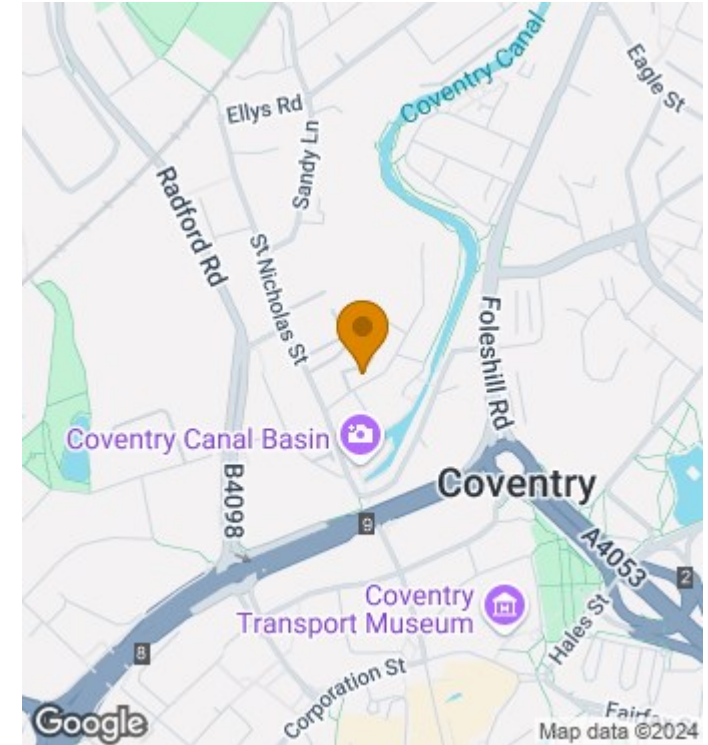 Coventry Canal
Eagle St
Ellys Rd
Sandy Ln
Radford Rd
St Nicholas St
Foleshill Rd
Coventry Canal Basin
Coventry
B4098
9
A4053
2
Coventry
Transport Museum
8
Hales St
Corporation St
Google
Map data ©2024